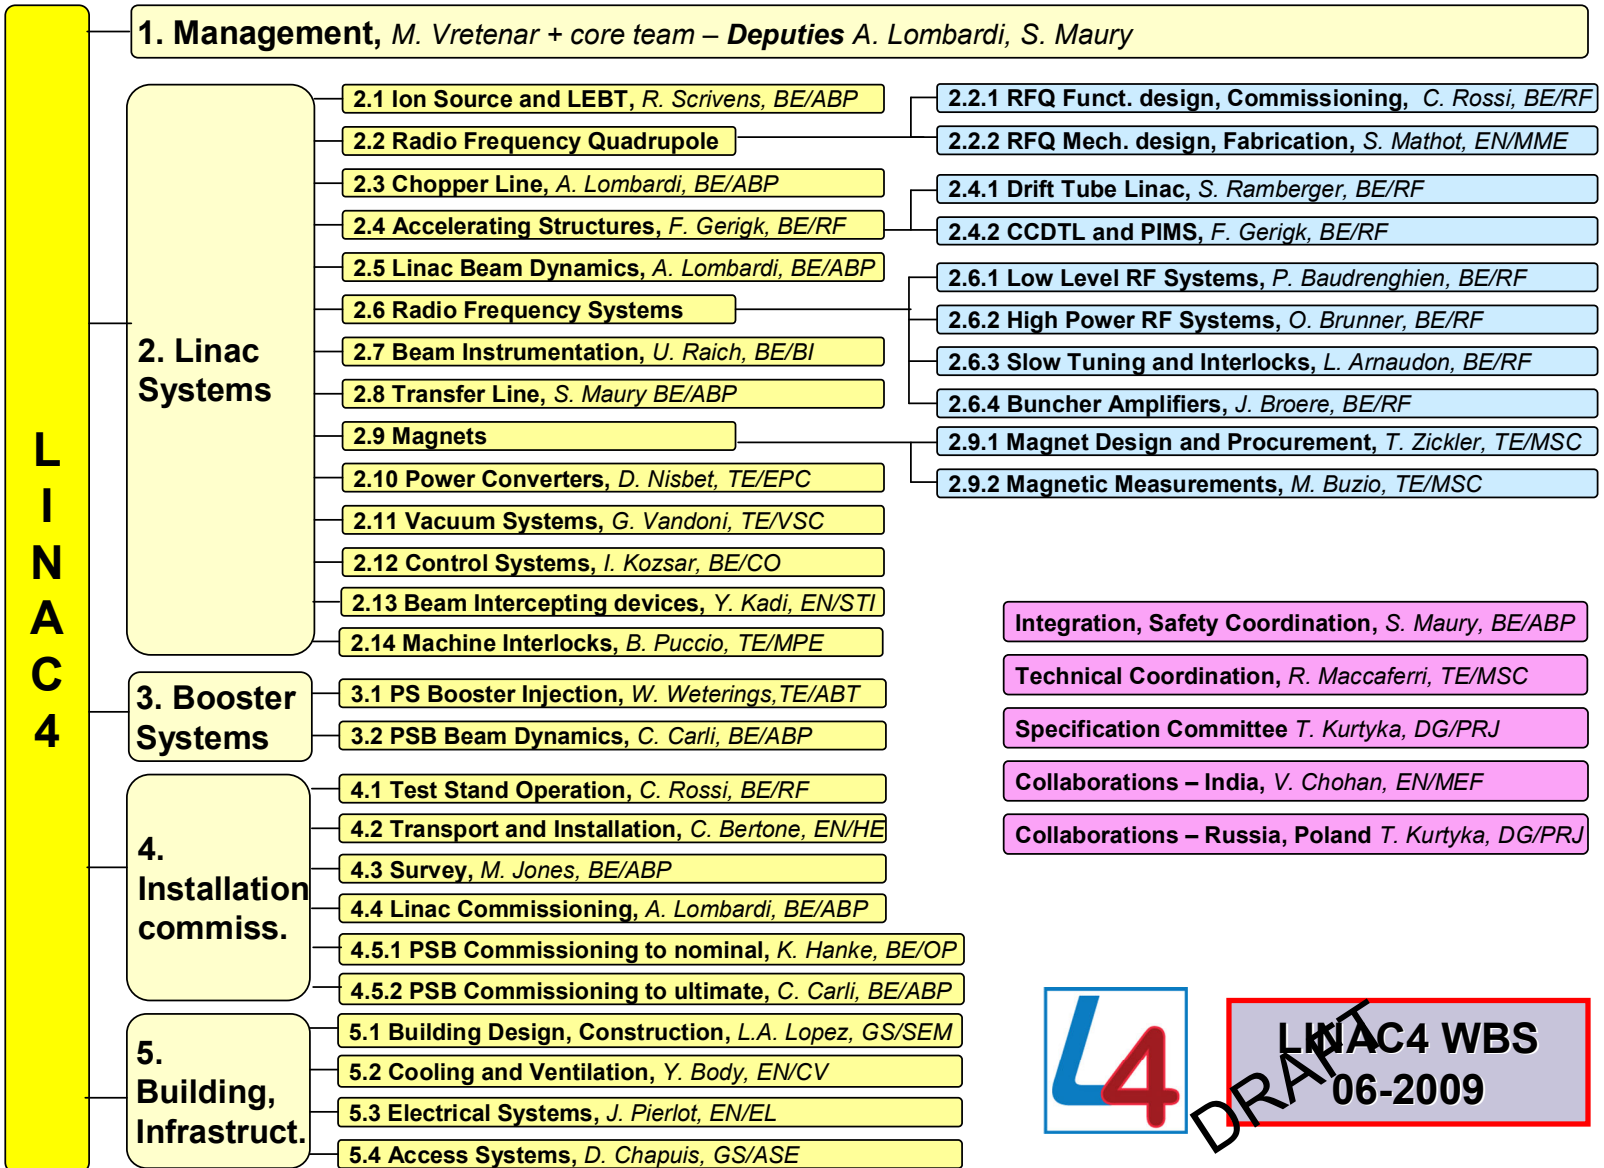 L
I
N
A
C
4
1. Management, M. Vretenar + core team – Deputies A. Lombardi, S. Maury
2. Linac
Systems
2.1 Ion Source and LEBT, R. Scrivens, BE/ABP
2.2 Radio Frequency Quadrupole
2.3 Chopper Line, A. Lombardi, BE/ABP
2.4 Accelerating Structures, F. Gerigk, BE/RF
2.5 Linac Beam Dynamics, A. Lombardi, BE/ABP
2.6 Radio Frequency Systems
2.7 Beam Instrumentation, U. Raich, BE/BI
2.8 Transfer Line, S. Maury BE/ABP
2.9 Magnets
2.10 Power Converters, D. Nisbet, TE/EPC
2.11 Vacuum Systems, G. Vandoni, TE/VSC
2.12 Control Systems, I. Kozsar, BE/CO
2.13 Beam Intercepting devices, Y. Kadi, EN/STI
2.14 Machine Interlocks, B. Puccio, TE/MPE
2.2.1 RFQ Funct. design, Commissioning, C. Rossi, BE/RF
2.2.2 RFQ Mech. design, Fabrication, S. Mathot, EN/MME
2.4.1 Drift Tube Linac, S. Ramberger, BE/RF
2.4.2 CCDTL and PIMS, F. Gerigk, BE/RF
2.6.1 Low Level RF Systems, P. Baudrenghien, BE/RF
2.6.2 High Power RF Systems, O. Brunner, BE/RF
2.6.3 Slow Tuning and Interlocks, L. Arnaudon, BE/RF
2.6.4 Buncher Amplifiers, J. Broere, BE/RF
2.9.1 Magnet Design and Procurement, T. Zickler, TE/MSC
2.9.2 Magnetic Measurements, M. Buzio, TE/MSC
3. Booster
Systems
3.1 PS Booster Injection, W. Weterings,TE/ABT
3.2 PSB Beam Dynamics, C. Carli, BE/ABP
4.
Installation
commiss.
4.1 Test Stand Operation, C. Rossi, BE/RF
4.2 Transport and Installation, C. Bertone, EN/HE
4.3 Survey, M. Jones, BE/ABP
4.4 Linac Commissioning, A. Lombardi, BE/ABP
4.5.1 PSB Commissioning to nominal, K. Hanke, BE/OP
4.5.2 PSB Commissioning to ultimate, C. Carli, BE/ABP
5.
Building,
Infrastruct.
5.1 Building Design, Construction, L.A. Lopez, GS/SEM
5.2 Cooling and Ventilation, Y. Body, EN/CV
5.3 Electrical Systems, J. Pierlot, EN/EL
5.4 Access Systems, D. Chapuis, GS/ASE
Integration, Safety Coordination, S. Maury, BE/ABP
Technical Coordination, R. Maccaferri, TE/MSC
Specification Committee T. Kurtyka, DG/PRJ
Collaborations – India, V. Chohan, EN/MEF
Collaborations – Russia, Poland T. Kurtyka, DG/PRJ
L4
LINAC4 WBS
06-2009
DRAFT